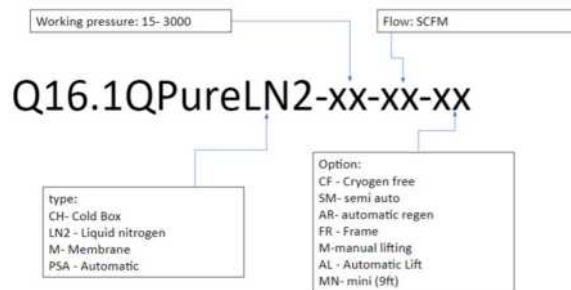 Working pressure: 15- 3000
Flow: SCFM
Q16.1QPureLN2-xx-xx-xx
type:
CH- Cold Box
LN2 - Liquid nitrogen
M- Membrane
PSA - Automatic
Option:
CF - Cryogen free
SM- semi auto
AR- automatic regen
FR - Frame
M-manual lifting
AL - Automatic Lift
MN- mini (9ft)